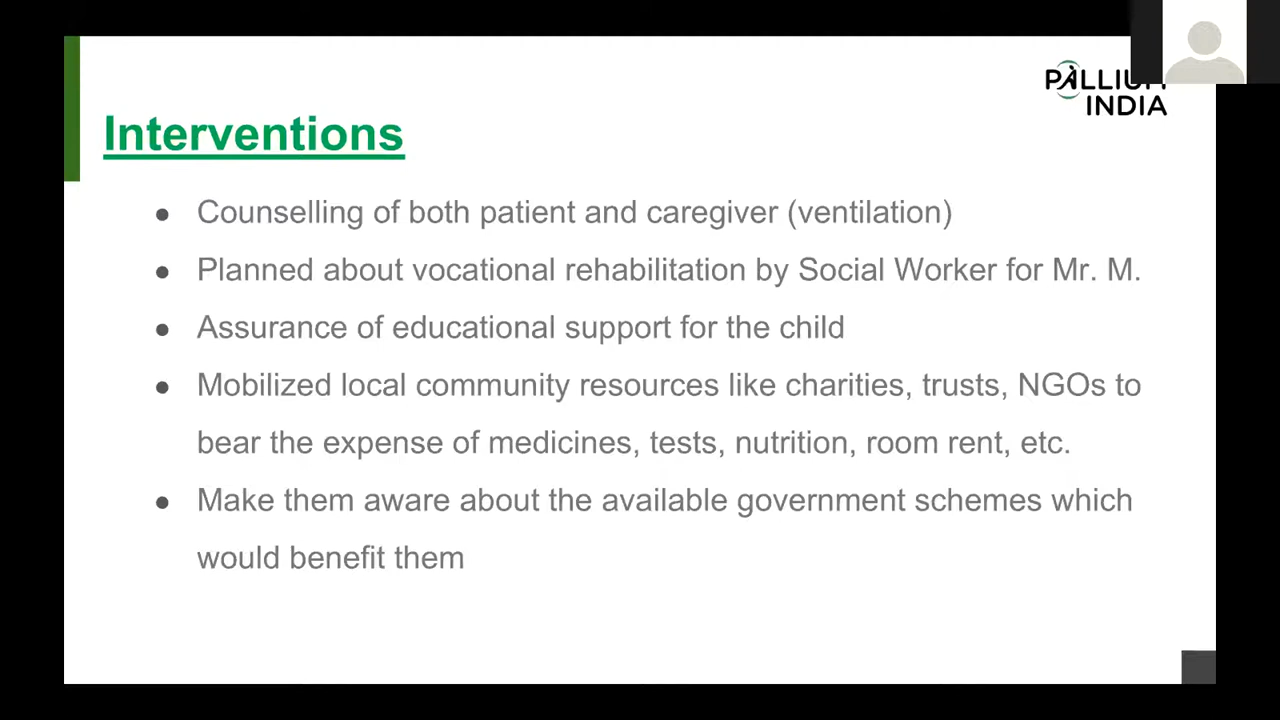 PALLIUM
INDIA
Interventions
● Counselling of both patient and caregiver (ventilation)
● Planned about vocational rehabilitation by Social Worker for Mr. M.
● Assurance of educational support for the child
● Mobilized local community resources like charities, trusts, NGOs to
bear the expense of medicines, tests, nutrition, room rent, etc.
● Make them aware about the available government schemes which
would benefit them